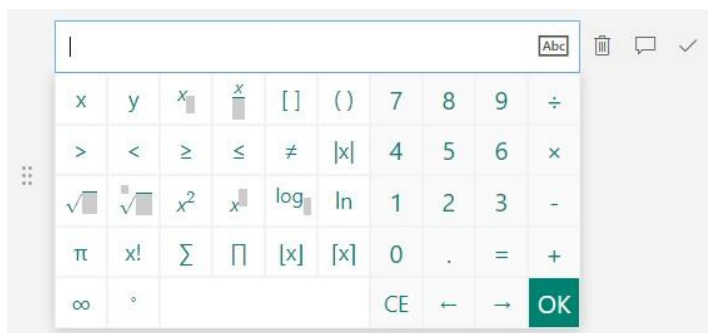 Abc
x y x x [ ] ( ) 7 8 9 ÷
> < ≥ ≤ ≠ |x| 4 5 6 ×
√ √ x² x log ln 1 2 3 -
π x! ∑ ∏ ⌊x⌋ ⌈x⌉ 0 . = +
∞ ° CE ← → OK